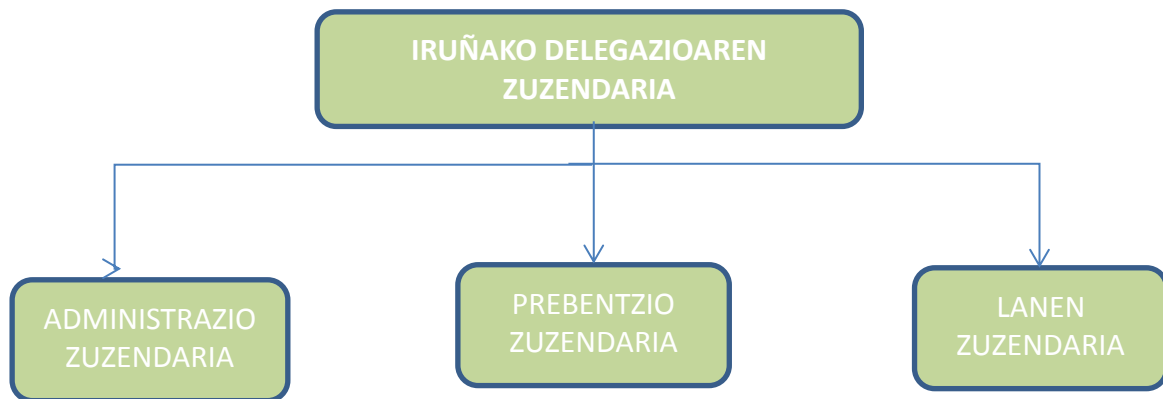 IRUÑAKO DELEGAZIOAREN
ZUZENDARIA
ADMINISTRAZIO
ZUZENDARIA
PREBENTZIO
ZUZENDARIA
LANEN
ZUZENDARIA